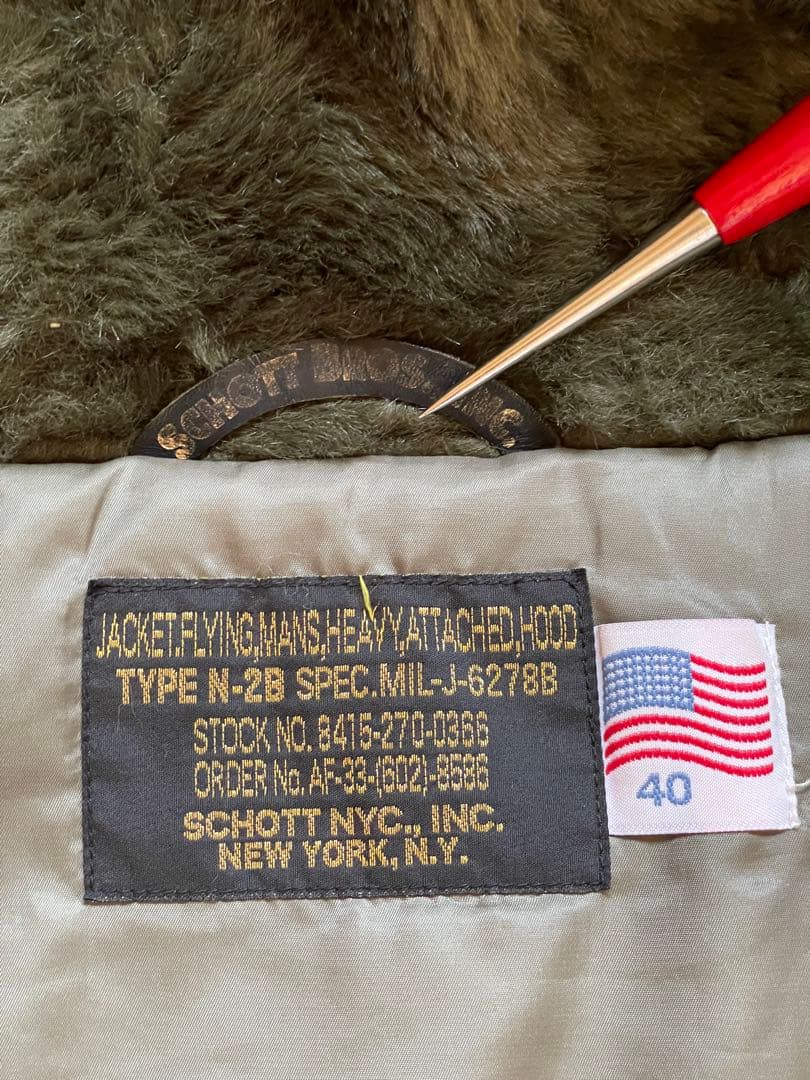 SCHOTT BROS. INC
JACKET,FLYING,MANS,HEAVY,ATTACHED,HOOD
TYPE N-2B SPEC.MIL-J-6278B
STOCK NO. 8415-270-0366
ORDER No. AF-33-(602)-8586
SCHOTT NYC., INC.
NEW YORK, N.Y.
40